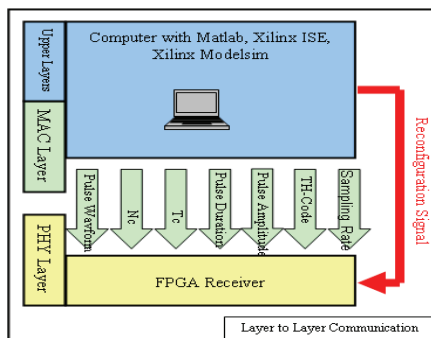 Computer with Matlab, Xilinx ISE,
Xilinx Modelsim
Upper Layers
MAC Layer
PHY Layer
Pulse Wavform
Nc
Tc
Pulse Duration
Pulse Amplitude
TH-Code
Sampling Rate
Reconfiguration Signal
FPGA Receiver
Layer to Layer Communication